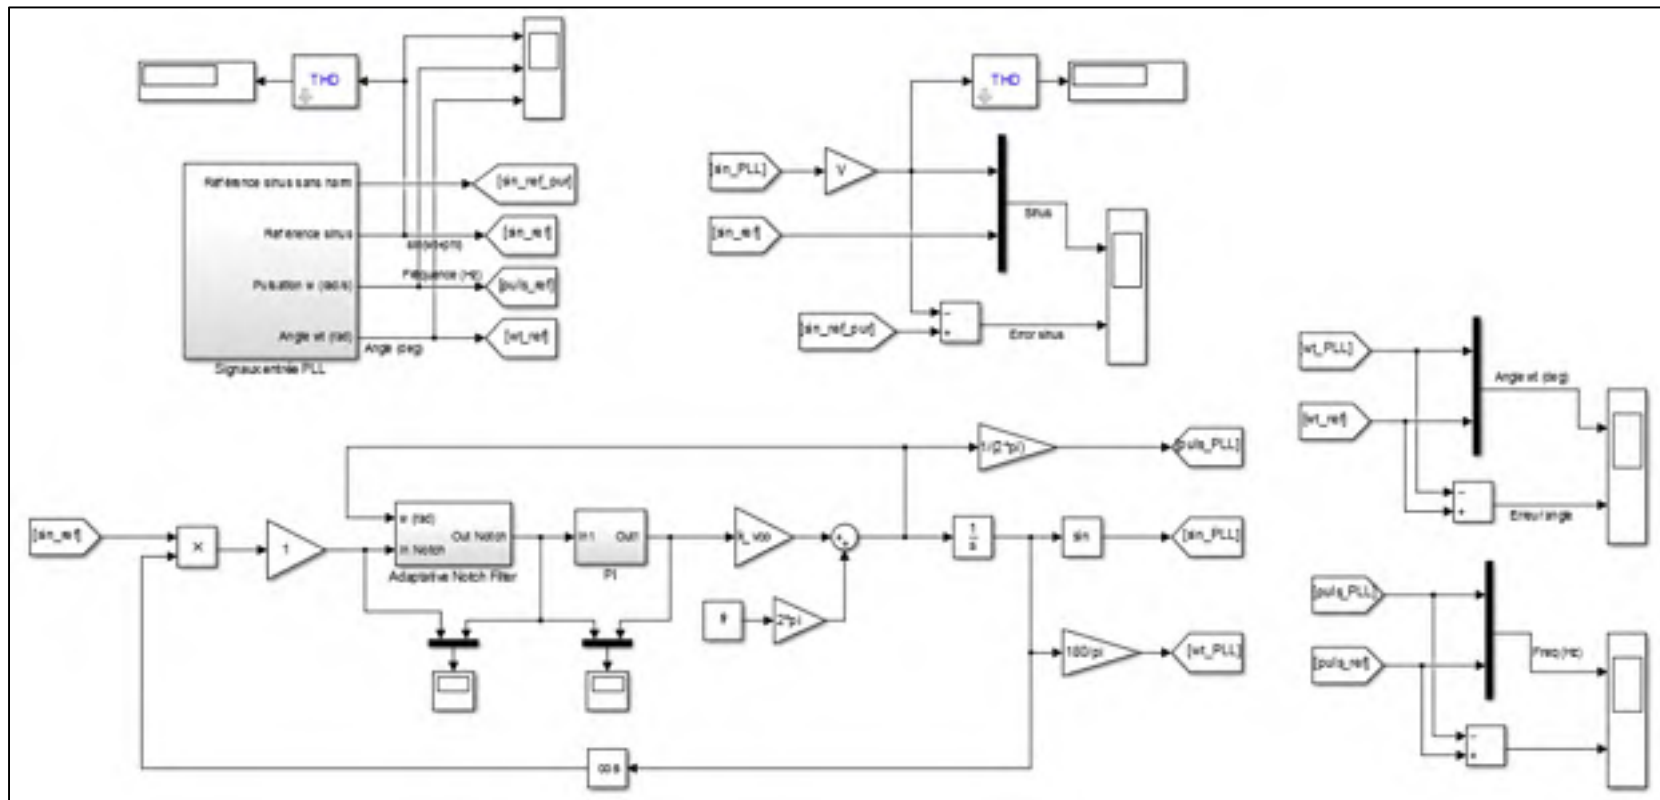 THD
THD
Référence sinus sans harm
[sin_ref_pur]
Référence sinus
[sin_ref]
Fréquence (Hz)
Pulsation w (rad/s)
[puls_ref]
Angle wt (rad)
Angle (deg)
[wt_ref]
Signaux entrée PLL
[sin_PLL]
V
[sin_ref]
Sinus
[sin_ref_pur]
-
+
Error sinus
[wt_PLL]
Angle wt (deg)
[wt_ref]
-
+
Erreur angle
1/(2*pi)
[puls_PLL]
[sin_ref]
×
1
w (rad)
In Notch
Out Notch
Adaptative Notch Filter
In1
Out1
PI
k_vco
+
+
1
s
sin
[sin_PLL]
2*pi
180/pi
[wt_PLL]
cos
[puls_PLL]
[puls_ref]
Freq (Hz)
-
+